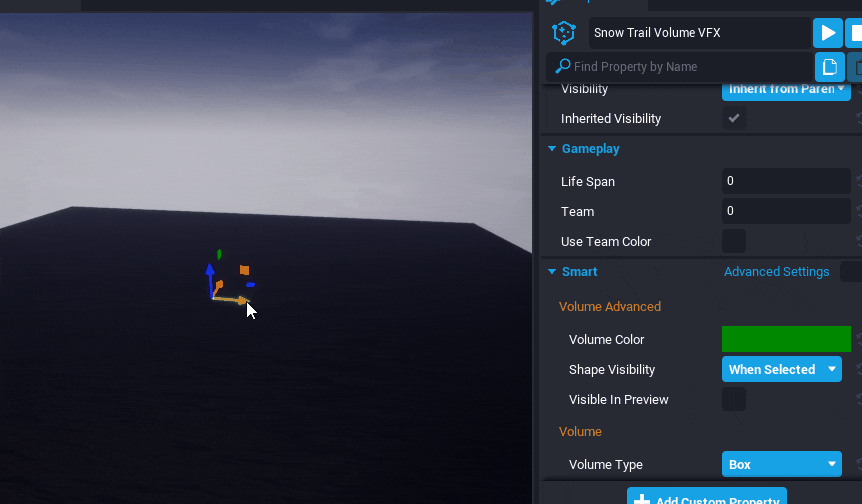 Snow Trail Volume VFX
Find Property by Name
Visibility Inherit from Paren
Inherited Visibility
Gameplay
Life Span 0
Team 0
Use Team Color
Smart Advanced Settings
Volume Advanced
Volume Color
Shape Visibility When Selected
Visible In Preview
Volume
Volume Type Box
Add Custom Property